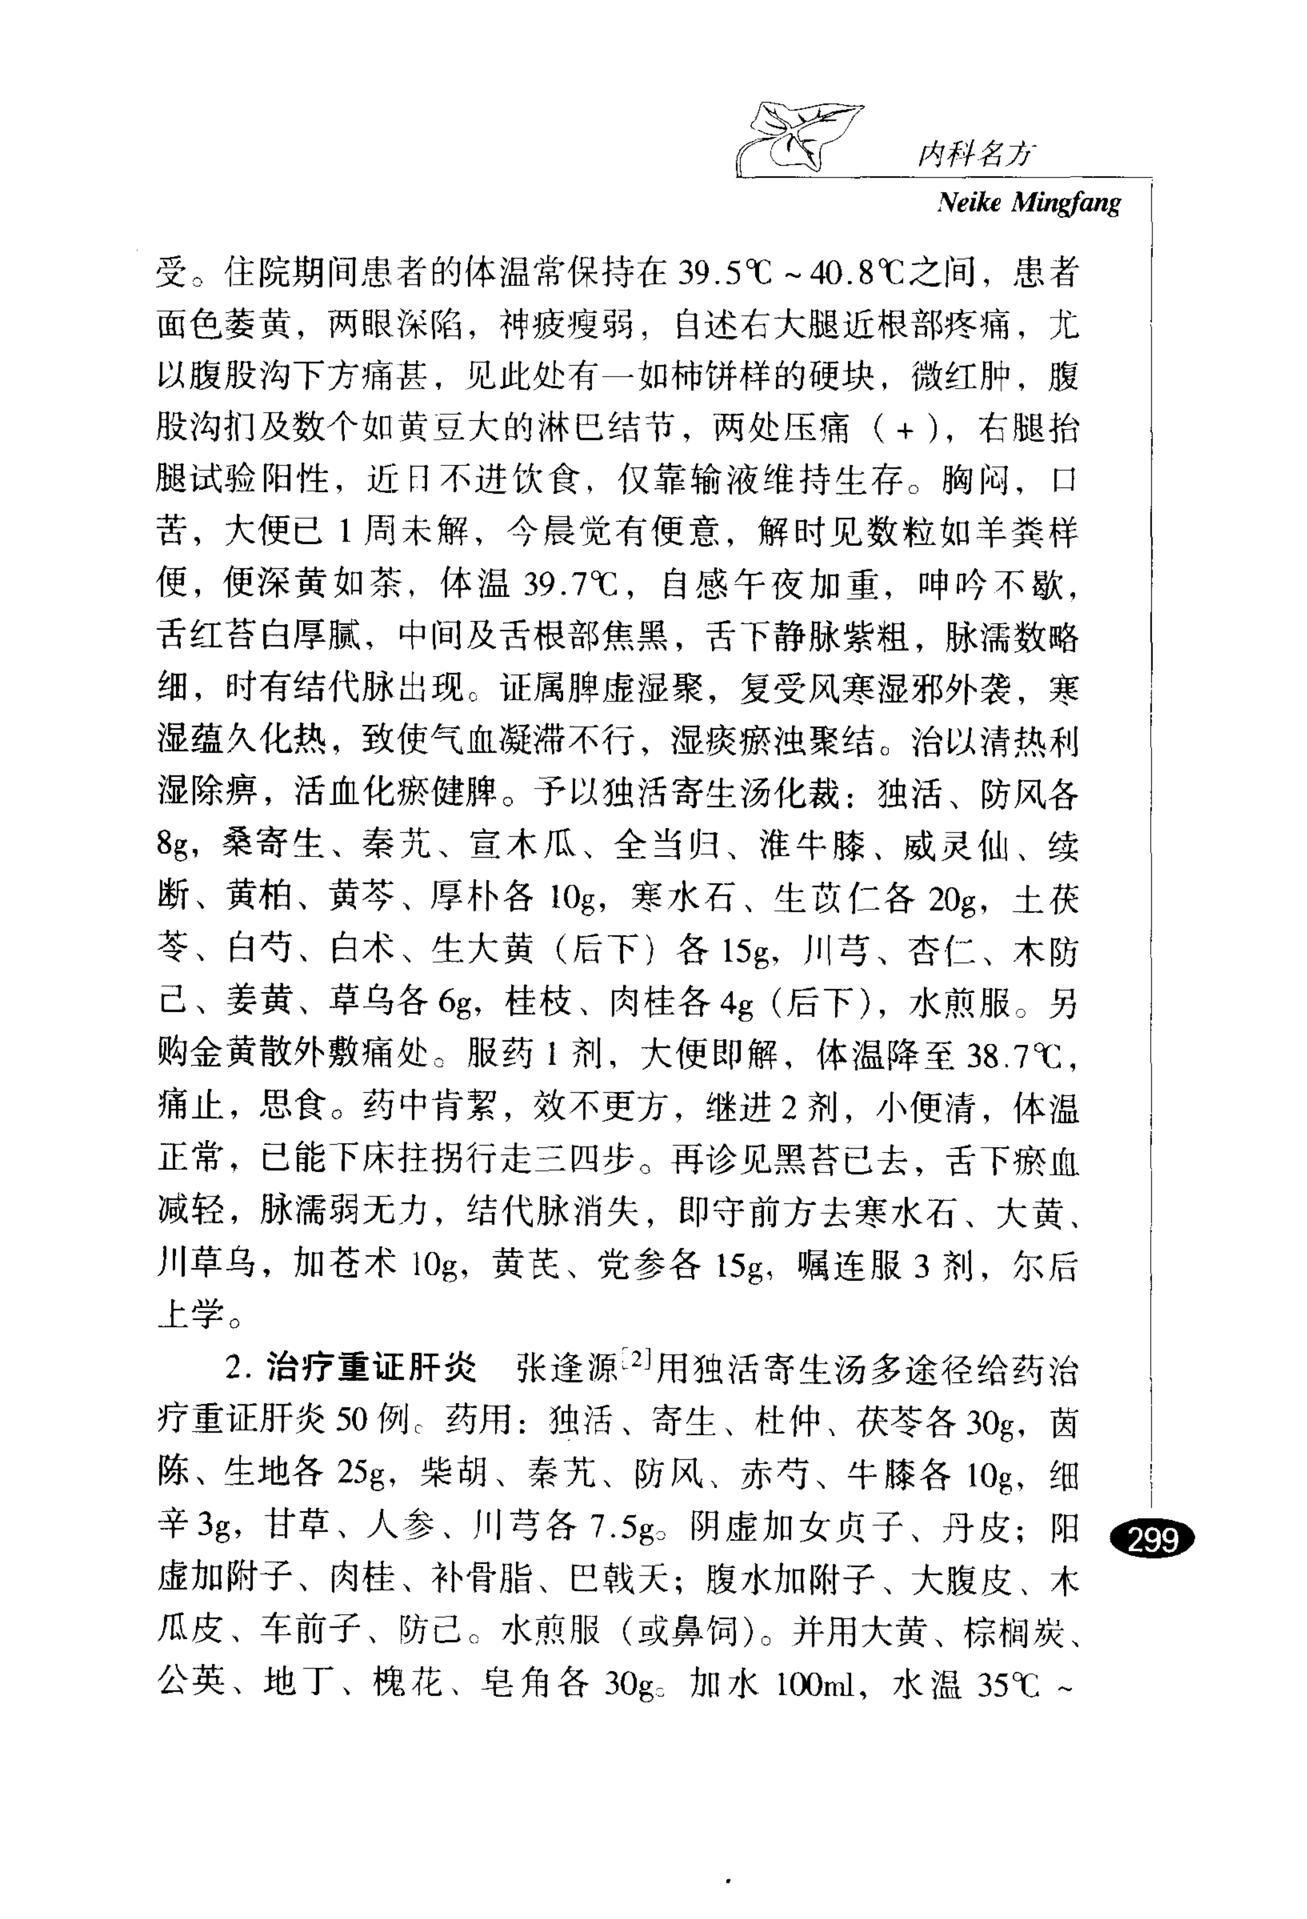 内科名方
Neike Mingfang
受。住院期间患者的体温常保持在 39.5℃ ~ 40.8℃之间，患者
面色萎黄，两眼深陷，神疲瘦弱，自述右大腿近根部疼痛，尤
以腹股沟下方痛甚，见此处有一如柿饼样的硬块，微红肿，腹
股沟扪及数个如黄豆大的淋巴结节，两处压痛（+），右腿抬
腿试验阳性，近日不进饮食，仅靠输液维持生存。胸闷，口
苦，大便已 1 周未解，今晨觉有便意，解时见数粒如羊粪样
便，便深黄如茶，体温 39.7℃，自感午夜加重，呻吟不歇，
舌红苔白厚腻，中间及舌根部焦黑，舌下静脉紫粗，脉濡数略
细，时有结代脉出现。证属脾虚湿聚，复受风寒湿邪外袭，寒
湿蕴久化热，致使气血凝滞不行，湿痰瘀浊聚结。治以清热利
湿除痹，活血化瘀健脾。予以独活寄生汤化裁：独活、防风各
8g，桑寄生、秦艽、宣木瓜、全当归、淮牛膝、威灵仙、续
断、黄柏、黄芩、厚朴各 10g，寒水石、生苡仁各 20g，土茯
苓、白芍、白术、生大黄（后下）各 15g，川芎、杏仁、木防
己、姜黄、草乌各 6g，桂枝、肉桂各 4g（后下），水煎服。另
购金黄散外敷痛处。服药 1 剂，大便即解，体温降至 38.7℃，
痛止，思食。药中肯絜，效不更方，继进 2 剂，小便清，体温
正常，已能下床拄拐行走三四步。再诊见黑苔已去，舌下瘀血
减轻，脉濡弱无力，结代脉消失，即守前方去寒水石、大黄、
川草乌，加苍术 10g，黄芪、党参各 15g，嘱连服 3 剂，尔后
上学。
2. 治疗重证肝炎 张逢源[2]用独活寄生汤多途径给药治
疗重证肝炎 50 例。药用：独活、寄生、杜仲、茯苓各 30g，茵
陈、生地各 25g，柴胡、秦艽、防风、赤芍、牛膝各 10g，细
辛 3g，甘草、人参、川芎各 7.5g。阴虚加女贞子、丹皮；阳
虚加附子、肉桂、补骨脂、巴戟天；腹水加附子、大腹皮、木
瓜皮、车前子、防己。水煎服（或鼻饲）。并用大黄、棕榈炭、
公英、地丁、槐花、皂角各 30g。加水 100ml，水温 35℃ ~
299